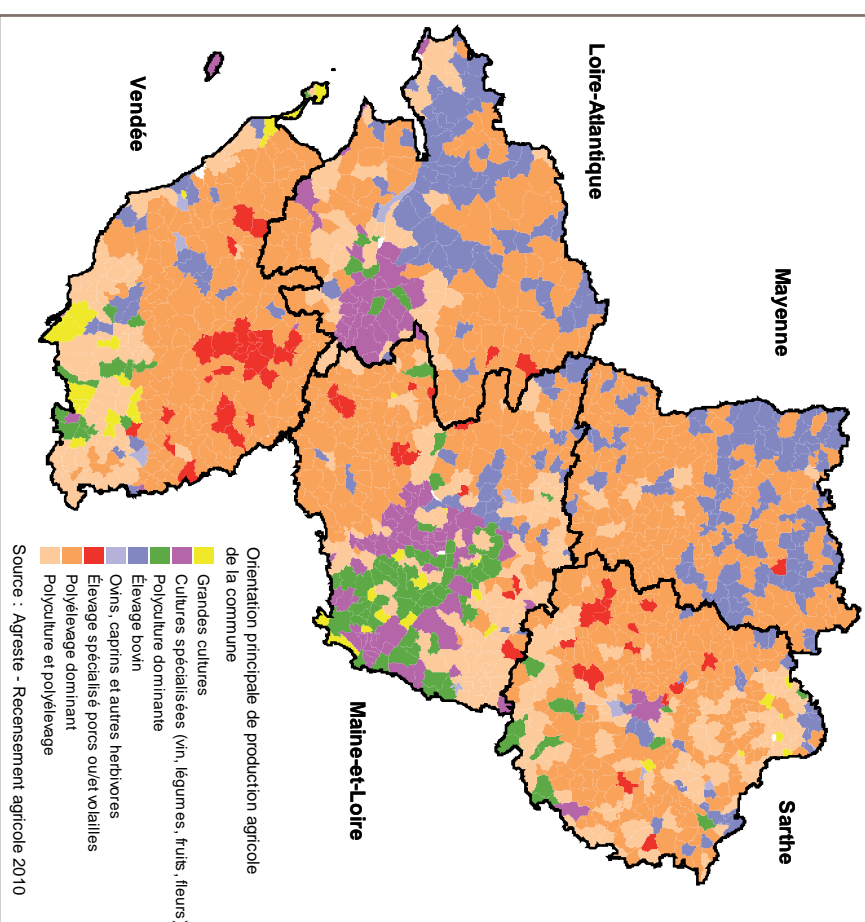 Loire-Atlantique
Mayenne
Sarthe
Vendée
Maine-et-Loire
Orientation principale de production agricole
de la commune
Grandes cultures
Cultures spécialisées (vin, légumes, fruits, fleurs)
Polyculture dominante
Élevage bovin
Ovins, caprins et autres herbivores
Élevage spécialisé porcs ou/et volailles
Polyélevage dominant
Polyculture et polyélevage
Source : Agreste - Recensement agricole 2010